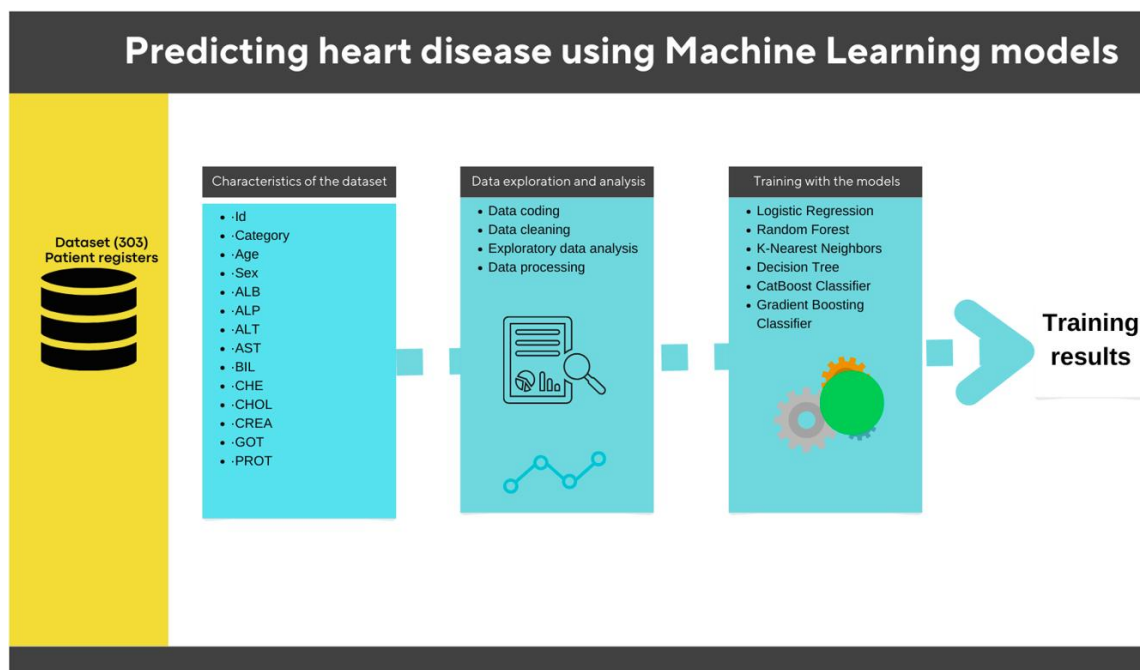 Predicting heart disease using Machine Learning models
Dataset (303)
Patient registers
Characteristics of the dataset
• ·Id
• ·Category
• ·Age
• ·Sex
• ·ALB
• ·ALP
• ·ALT
• ·AST
• ·BIL
• ·CHE
• ·CHOL
• ·CREA
• ·GOT
• ·PROT
Data exploration and analysis
• Data coding
• Data cleaning
• Exploratory data analysis
• Data processing
Training with the models
• Logistic Regression
• Random Forest
• K-Nearest Neighbors
• Decision Tree
• CatBoost Classifier
• Gradient Boosting
Classifier
Training
results